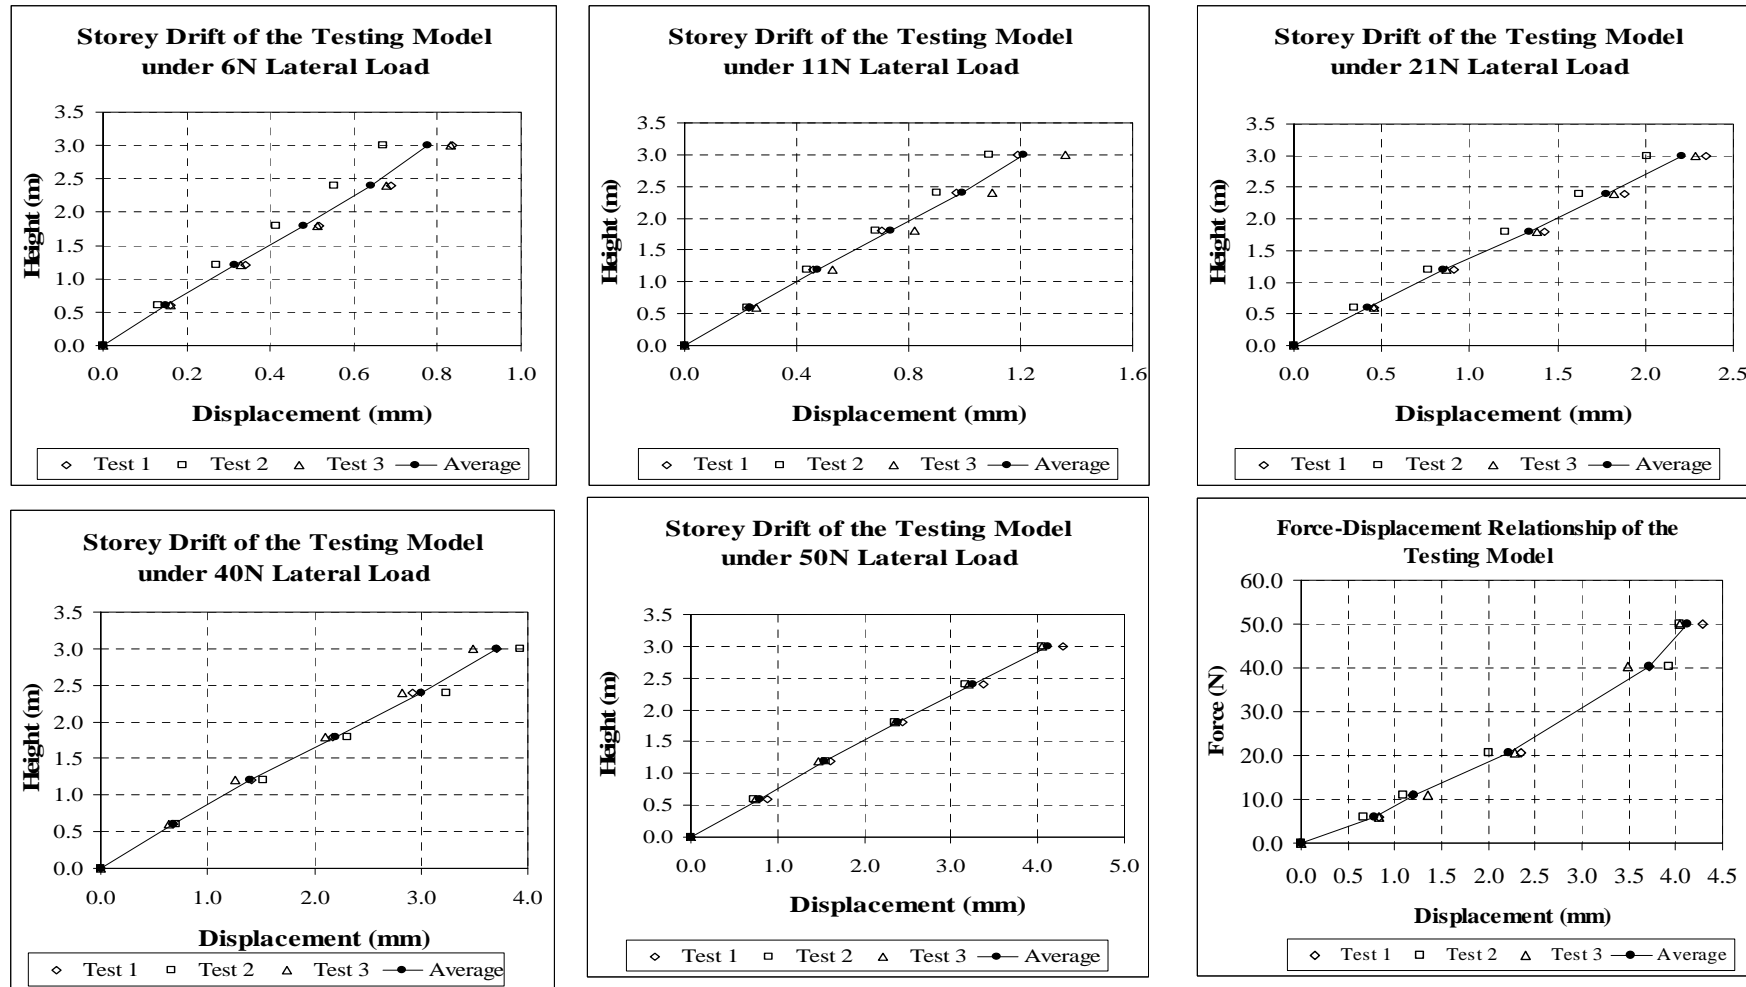 Storey Drift of the Testing Model
under 6N Lateral Load
3.5
3.0
2.5
2.0
1.5
1.0
0.5
0.0
Height (m)
0.0 0.2 0.4 0.6 0.8 1.0
Displacement (mm)
Test 1 Test 2 Test 3 Average
Storey Drift of the Testing Model
under 11N Lateral Load
3.5
3.0
2.5
2.0
1.5
1.0
0.5
0.0
Height (m)
0.0 0.4 0.8 1.2 1.6
Displacement (mm)
Test 1 Test 2 Test 3 Average
Storey Drift of the Testing Model
under 21N Lateral Load
3.5
3.0
2.5
2.0
1.5
1.0
0.5
0.0
Height (m)
0.0 0.5 1.0 1.5 2.0 2.5
Displacement (mm)
Test 1 Test 2 Test 3 Average
Storey Drift of the Testing Model
under 40N Lateral Load
3.5
3.0
2.5
2.0
1.5
1.0
0.5
0.0
Height (m)
0.0 1.0 2.0 3.0 4.0
Displacement (mm)
Test 1 Test 2 Test 3 Average
Storey Drift of the Testing Model
under 50N Lateral Load
3.5
3.0
2.5
2.0
1.5
1.0
0.5
0.0
Height (m)
0.0 1.0 2.0 3.0 4.0 5.0
Displacement (mm)
Test 1 Test 2 Test 3 Average
Force-Displacement Relationship of the
Testing Model
60.0
50.0
40.0
30.0
20.0
10.0
0.0
Force (N)
0.0 0.5 1.0 1.5 2.0 2.5 3.0 3.5 4.0 4.5
Displacement (mm)
Test 1 Test 2 Test 3 Average